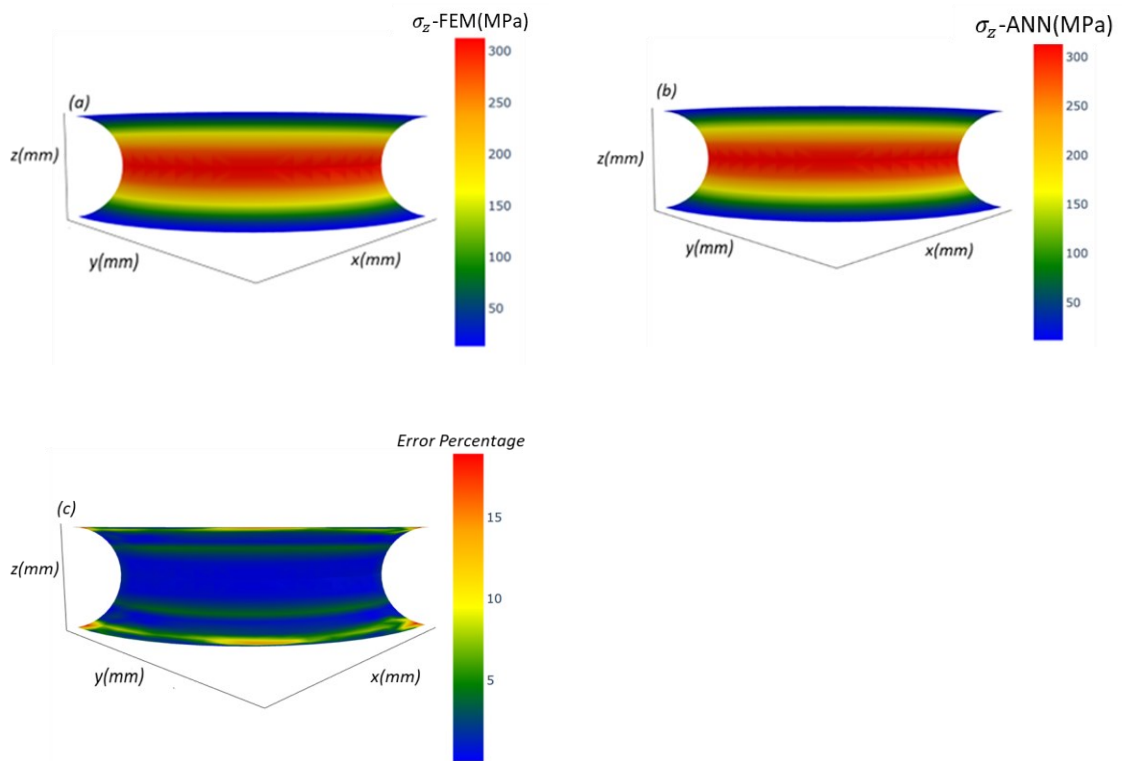 σz-FEM(MPa)
(a)
z(mm)
y(mm)
x(mm)
300
250
200
150
100
50
σz-ANN(MPa)
(b)
z(mm)
y(mm)
x(mm)
300
250
200
150
100
50
Error Percentage
(c)
z(mm)
y(mm)
x(mm)
15
10
5